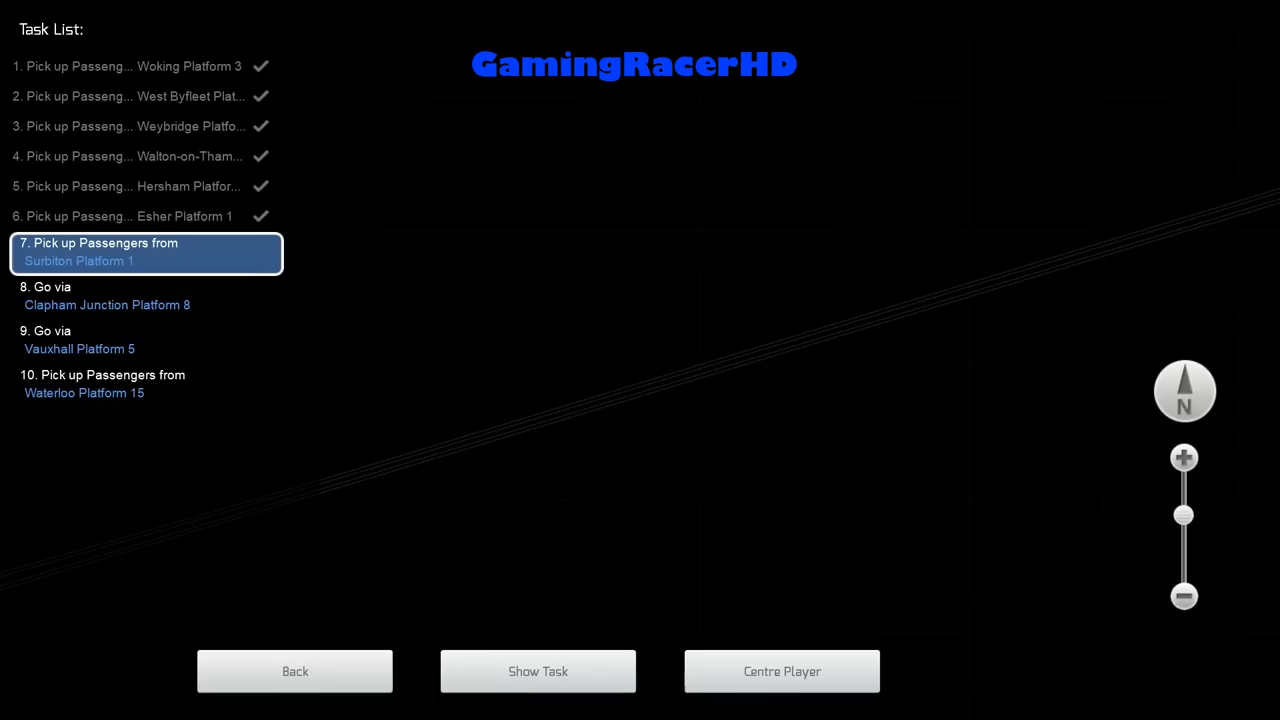 Task List:
GamingRacerHD
1. Pick up Passeng... Woking Platform 3
2. Pick up Passeng... West Byfleet Plat...
3. Pick up Passeng... Weybridge Platfo...
4. Pick up Passeng... Walton-on-Tham...
5. Pick up Passeng... Hersham Platfor...
6. Pick up Passeng... Esher Platform 1
7. Pick up Passengers from
Surbiton Platform 1
8. Go via
Clapham Junction Platform 8
9. Go via
Vauxhall Platform 5
10. Pick up Passengers from
Waterloo Platform 15
N
Back
Show Task
Centre Player